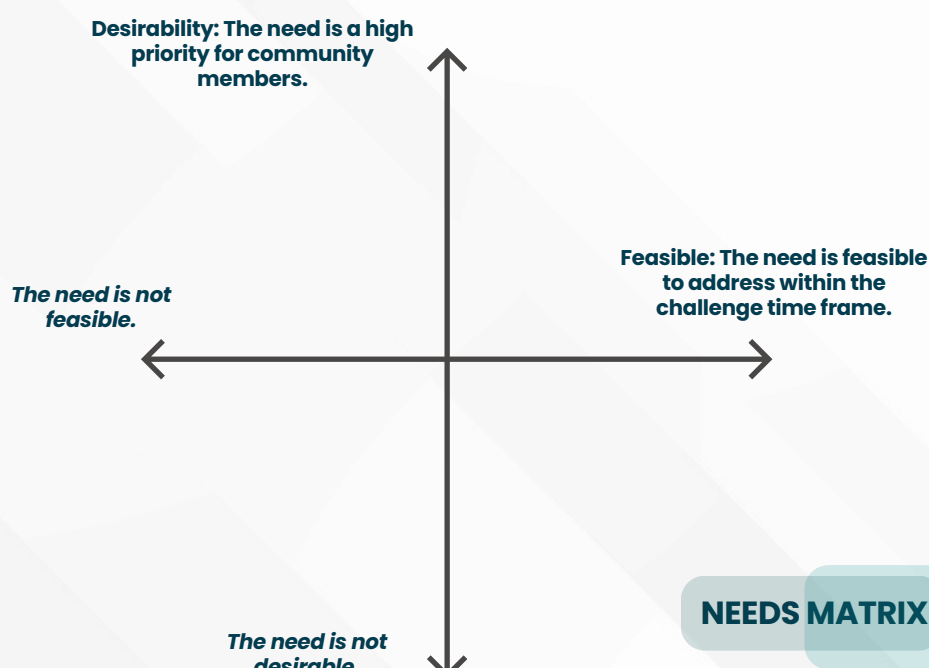 Desirability: The need is a high
priority for community
members.
Feasible: The need is feasible
to address within the
challenge time frame.
The need is not
feasible.
NEEDS MATRIX
The need is not
desirable.